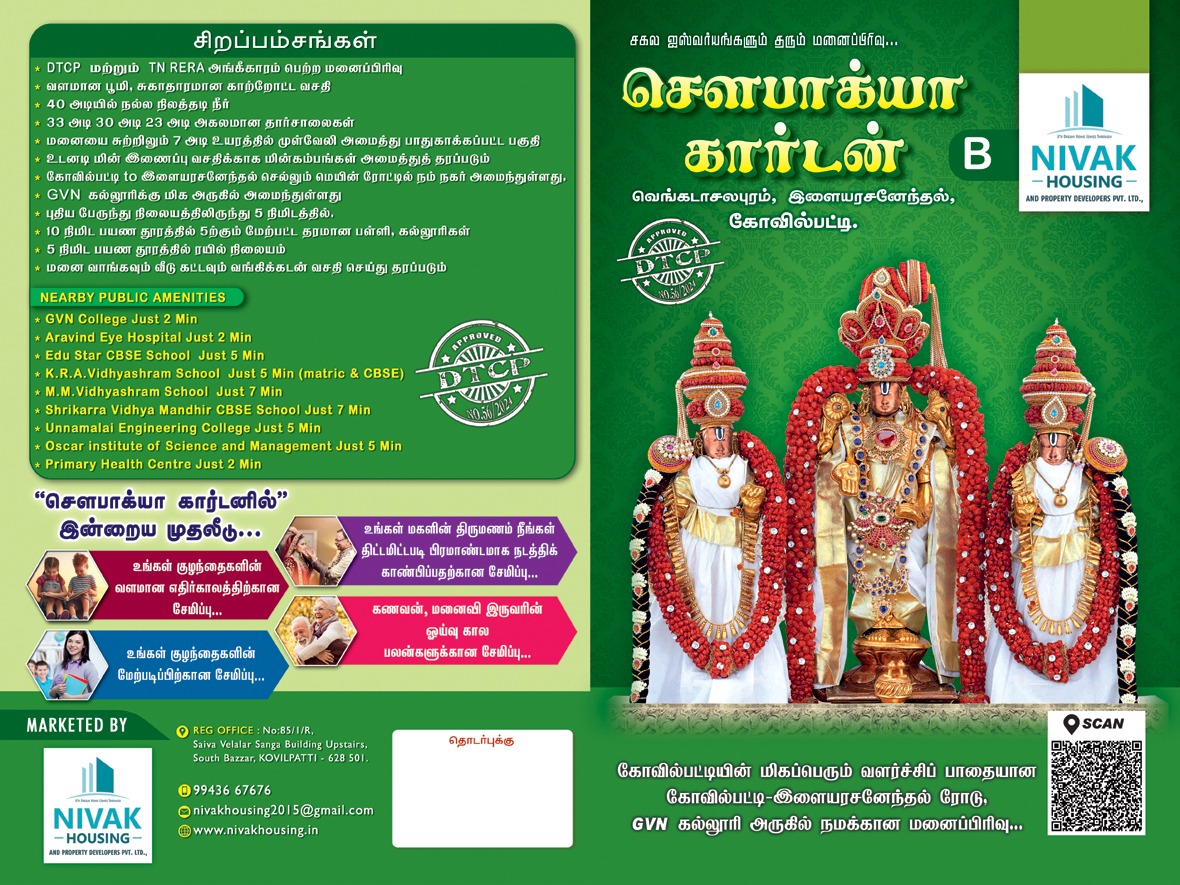 சிறப்பம்சங்கள்
* DTCP மற்றும் TN RERA அங்கீகாரம் பெற்ற மனைப்பிரிவு
* வளமான பூமி, சுகாதாரமான காற்றோட்ட வசதி
* 40 அடியில் நல்ல நிலத்தடி நீர்
* 33 அடி 30 அடி 23 அடி அகலமான தார்சாலைகள்
* மனையை சுற்றிலும் 7 அடி உயரத்தில் முள்வேலி அமைத்து பாதுகாக்கப்பட்ட பகுதி
* உடனடி மின் இணைப்பு வசதிக்காக மின்கம்பங்கள் அமைத்துத் தரப்படும்
* கோவில்பட்டி to இளையரசனேந்தல் செல்லும் மெயின் ரோட்டில் நம் நகர் அமைந்துள்ளது.
* GVN கல்லூரிக்கு மிக அருகில் அமைந்துள்ளது
* புதிய பேருந்து நிலையத்திலிருந்து 5 நிமிடத்தில்.
* 10 நிமிட பயண தூரத்தில் 5ற்கும் மேற்பட்ட தரமான பள்ளி, கல்லூரிகள்
* 5 நிமிட பயண தூரத்தில் ரயில் நிலையம்
* மனை வாங்கவும் வீடு கட்டவும் வங்கிக்கடன் வசதி செய்து தரப்படும்
NEARBY PUBLIC AMENITIES
* GVN College Just 2 Min
* Aravind Eye Hospital Just 2 Min
* Edu Star CBSE School Just 5 Min
* K.R.A.Vidhyashram School Just 5 Min (matric & CBSE)
* M.M.Vidhyashram School Just 7 Min
* Shrikarra Vidhya Mandhir CBSE School Just 7 Min
* Unnamalai Engineering College Just 5 Min
* Oscar institute of Science and Management Just 5 Min
* Primary Health Centre Just 2 Min
APPROVED
DTCP
NO.56/2024
“சௌபாக்யா கார்டனில்”
இன்றைய முதலீடு...
உங்கள் மகளின் திருமணம் நீங்கள்
திட்டமிட்டபடி பிரமாண்டமாக நடத்திக்
காண்பிப்பதற்கான சேமிப்பு...
உங்கள் குழந்தைகளின்
வளமான எதிர்காலத்திற்கான
சேமிப்பு...
கணவன், மனைவி இருவரின்
ஓய்வு கால
பலன்களுக்கான சேமிப்பு...
உங்கள் குழந்தைகளின்
மேற்படிப்பிற்கான சேமிப்பு...
MARKETED BY
NIVAK
HOUSING
AND PROPERTY DEVELOPERS PVT. LTD.,
REG OFFICE : No:85/1/R,
Saiva Velalar Sanga Building Upstairs,
South Bazzar, KOVILPATTI - 628 501.
99436 67676
nivakhousing2015@gmail.com
www.nivakhousing.in
தொடர்புக்கு
சகல ஐஸ்வர்யங்களும் தரும் மனைப்பிரிவு...
சௌபாக்யா
கார்டன்
B
வெங்கடாசலபுரம், இளையரசனேந்தல்,
கோவில்பட்டி.
APPROVED
DTCP
NO.56/2024
NIVAK
HOUSING
AND PROPERTY DEVELOPERS PVT. LTD.,
SCAN
கோவில்பட்டியின் மிகப்பெரும் வளர்ச்சிப் பாதையான
கோவில்பட்டி-இளையரசனேந்தல் ரோடு,
GVN கல்லூரி அருகில் நமக்கான மனைப்பிரிவு...